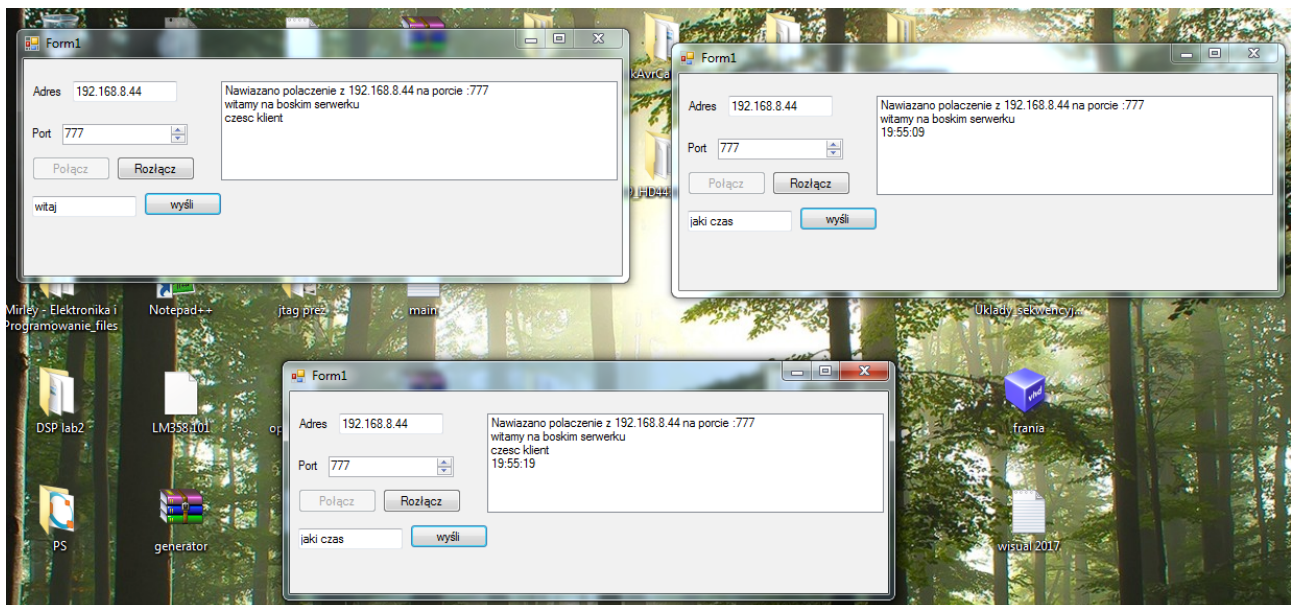 Form1
Adres 192.168.8.44
Port 777
Połącz Rozłącz
witaj wyśli
Nawiazano polaczenie z 192.168.8.44 na porcie :777
witamy na boskim serwerku
czesc klient
Form1
Adres 192.168.8.44
Port 777
Połącz Rozłącz
jaki czas wyśli
Nawiazano polaczenie z 192.168.8.44 na porcie :777
witamy na boskim serwerku
19:55:09
Mirley - Elektronika i
Programowanie_files
Notepad++
jtag prez
main
Uklady_sekwencyj...
Form1
Adres 192.168.8.44
Port 777
Połącz Rozłącz
jaki czas wyśli
Nawiazano polaczenie z 192.168.8.44 na porcie :777
witamy na boskim serwerku
czesc klient
19:55:19
DSP lab2
LM358.101
frania
PS
generator
wisual 2017